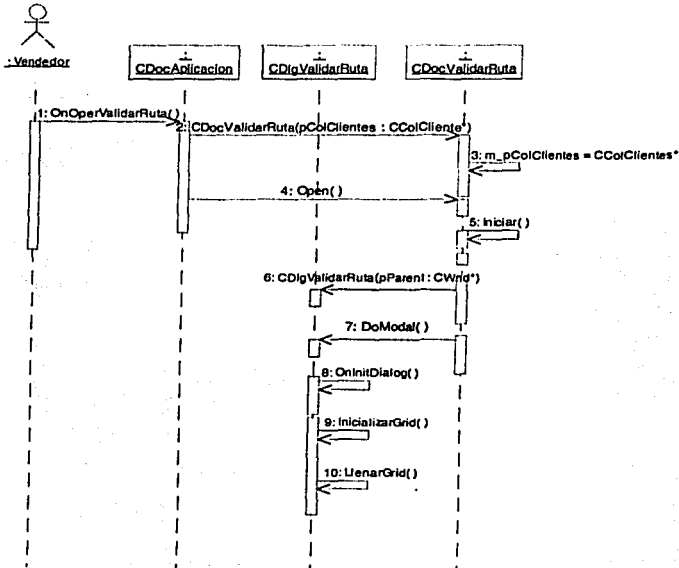 : Vendedor
:
CDocAplicacion
:
CDlgValidarRuta
:
CDocValidarRuta
1: OnOperValidarRuta( )
2: CDocValidarRuta(pColClientes : CColCliente*)
3: m_pColClientes = CColClientes*
4: Open( )
5: Iniciar( )
6: CDlgValidarRuta(pParent : CWnd*)
7: DoModal( )
8: OnInitDialog( )
9: InicializarGrid( )
10: LlenarGrid( )